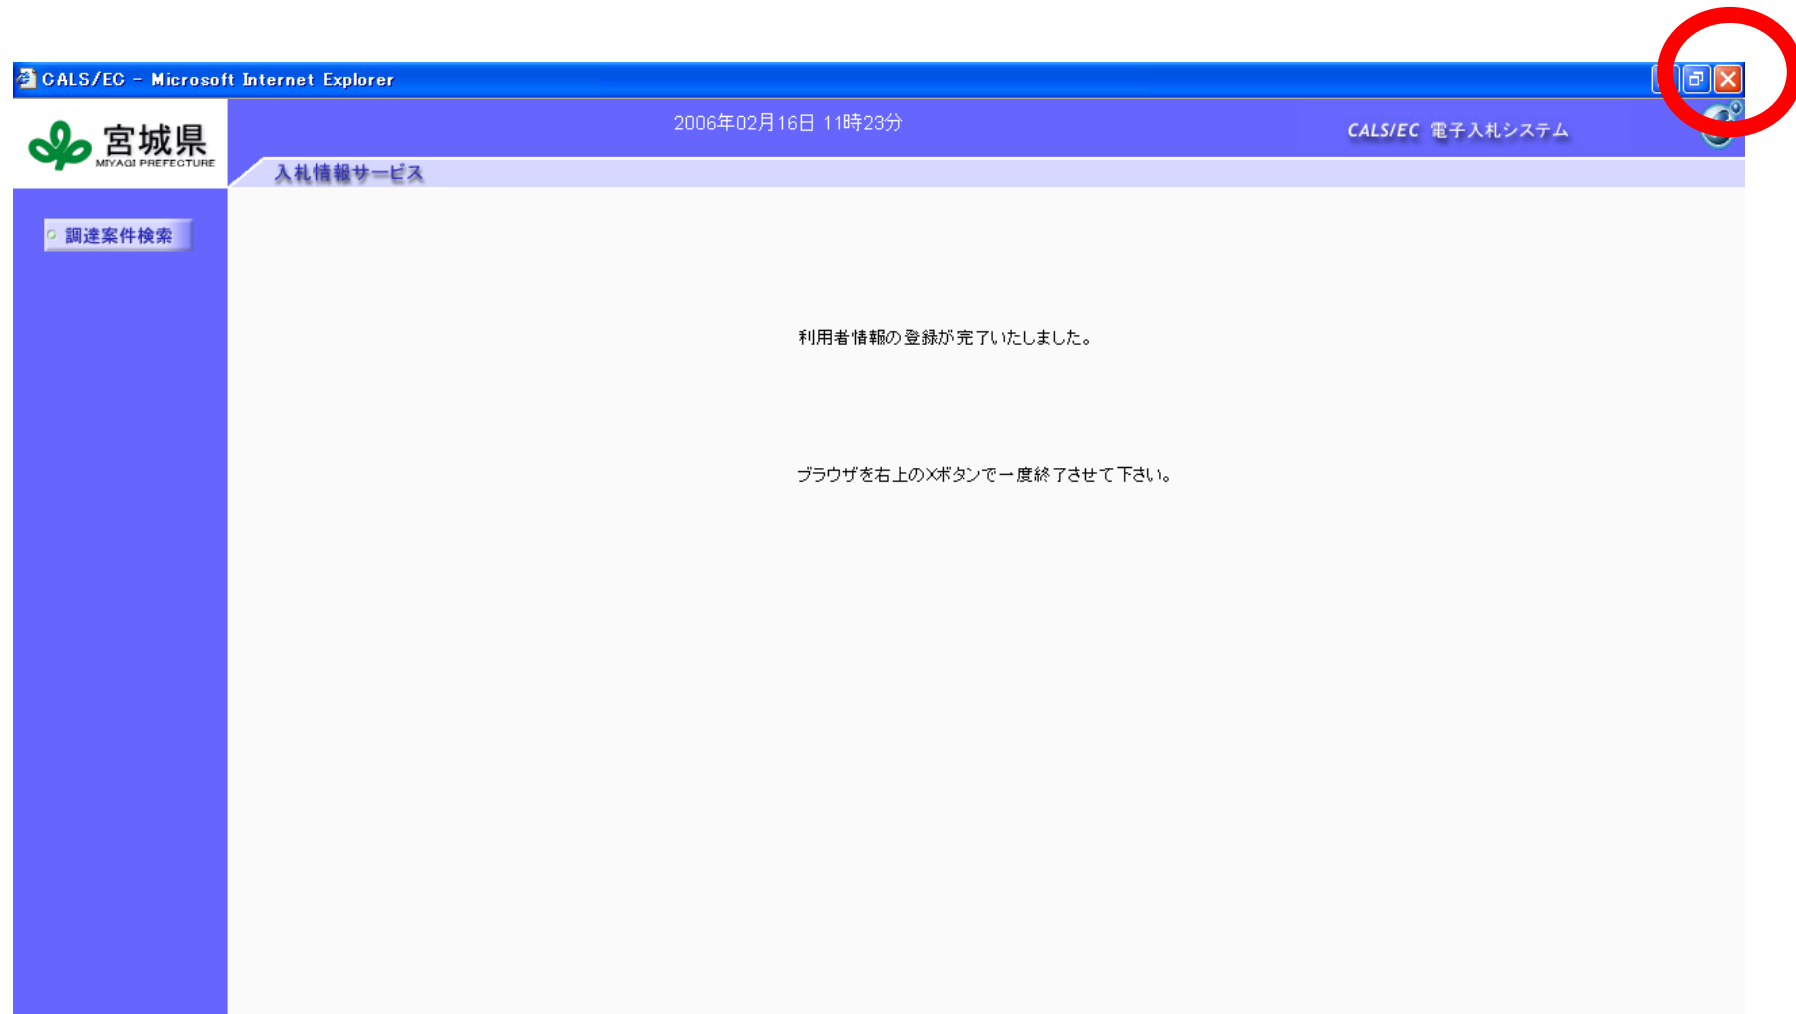 CALS/EC - Microsoft Internet Explorer
宮城県
MIYAGI PREFECTURE
2006年02月16日 11時23分
CALS/EC 電子入札システム
入札情報サービス
調達案件検索
利用者情報の登録が完了いたしました。
ブラウザを右上の×ボタンで一度終了させて下さい。